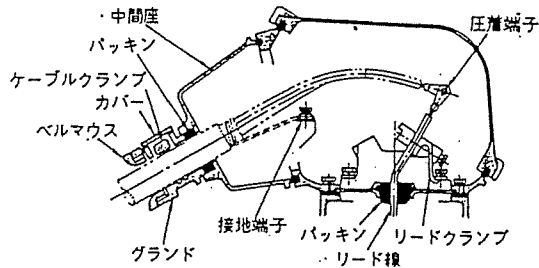 中間座
パッキン
圧着端子
ケーブルクランプ
カバー
ベルマウス
接地端子
グランド
パッキン
リードクランプ
リード線